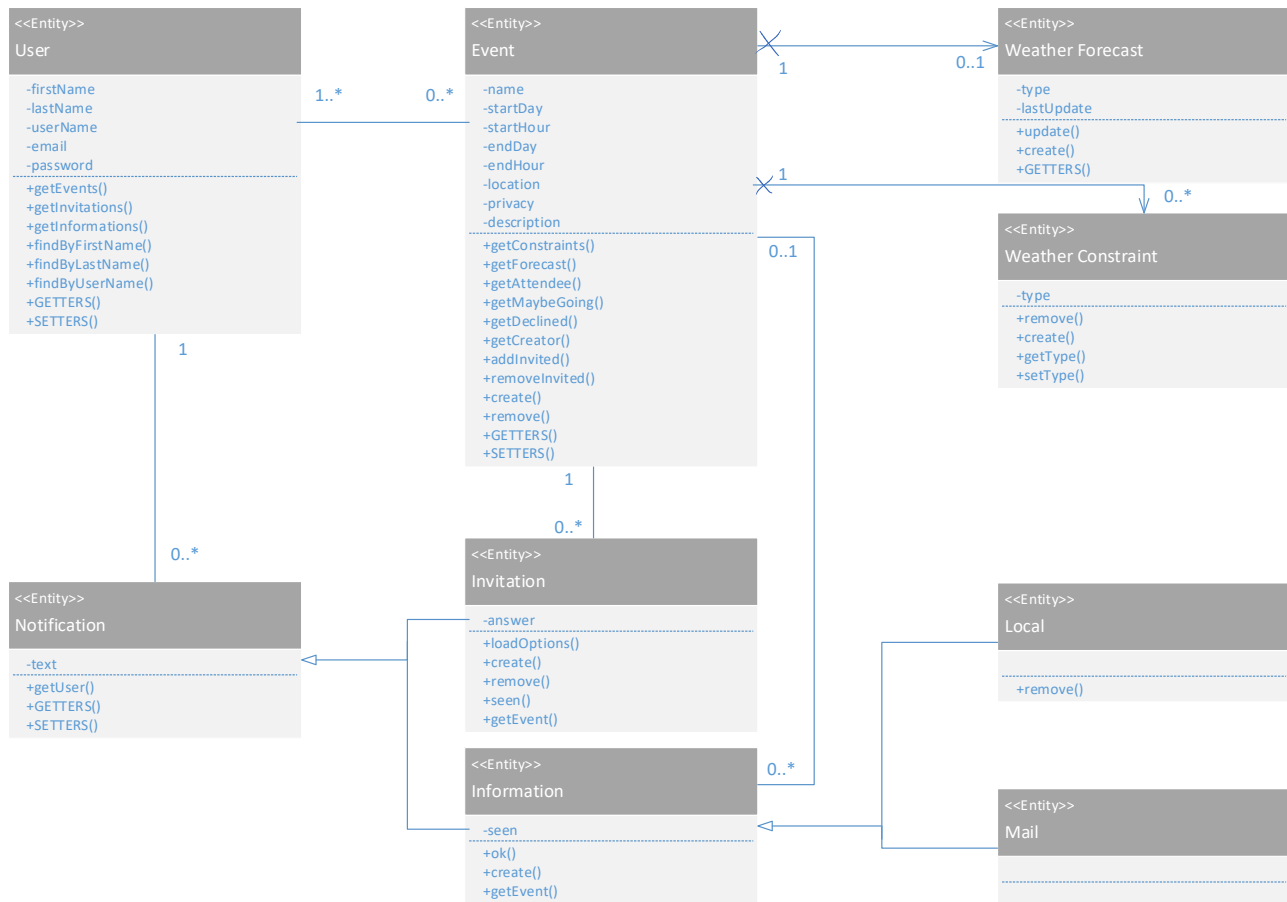 <<Entity>>
User
-firstName
-lastName
-userName
-email
-password
+getEvents()
+getInvitations()
+getInformations()
+findByFirstName()
+findByLastName()
+findByUserName()
+GETTERS()
+SETTERS()
1..*
0..*
<<Entity>>
Event
-name
-startDay
-startHour
-endDay
-endHour
-location
-privacy
-description
+getConstraints()
+getForecast()
+getAttendee()
+getMaybeGoing()
+getDeclined()
+getCreator()
+addInvited()
+removeInvited()
+create()
+remove()
+GETTERS()
+SETTERS()
1
0..1
<<Entity>>
Weather Forecast
-type
-lastUpdate
+update()
+create()
+GETTERS()
1
0..*
<<Entity>>
Weather Constraint
-type
+remove()
+create()
+getType()
+setType()
0..1
1
0..*
1
0..*
<<Entity>>
Notification
-text
+getUser()
+GETTERS()
+SETTERS()
<<Entity>>
Invitation
-answer
+loadOptions()
+create()
+remove()
+seen()
+getEvent()
<<Entity>>
Information
0..*
-seen
+ok()
+create()
+getEvent()
<<Entity>>
Local
+remove()
<<Entity>>
Mail